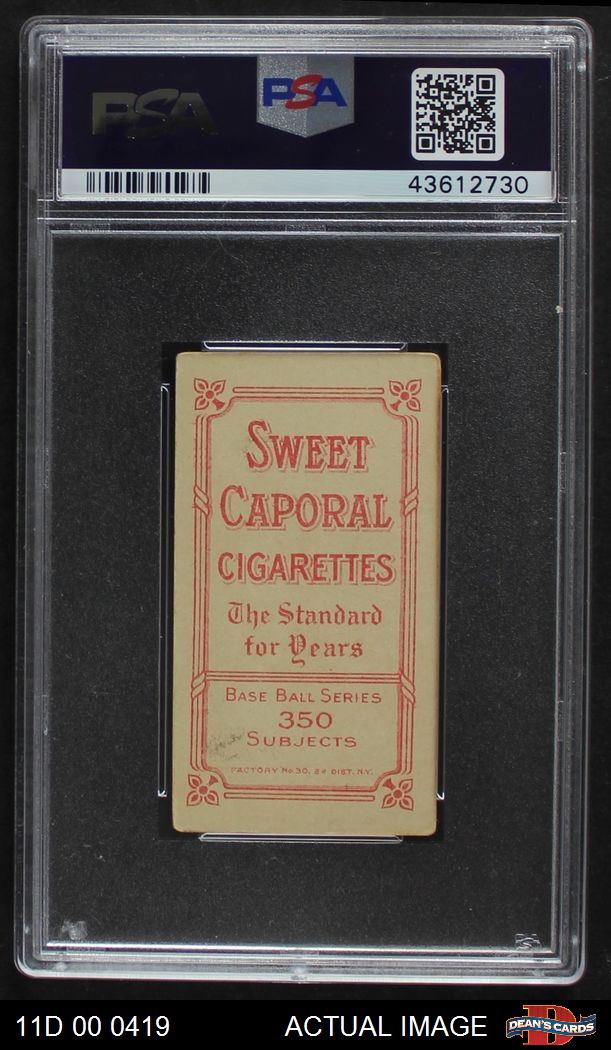 PSA
PSA
43612730
SWEET
CAPORAL
CIGARETTES
The Standard
for Years
BASE BALL SERIES
350
SUBJECTS
FACTORY No. 30, 2d DIST. N.Y.
PSA
11D 00 0419 ACTUAL IMAGE DEAN'S CARDS